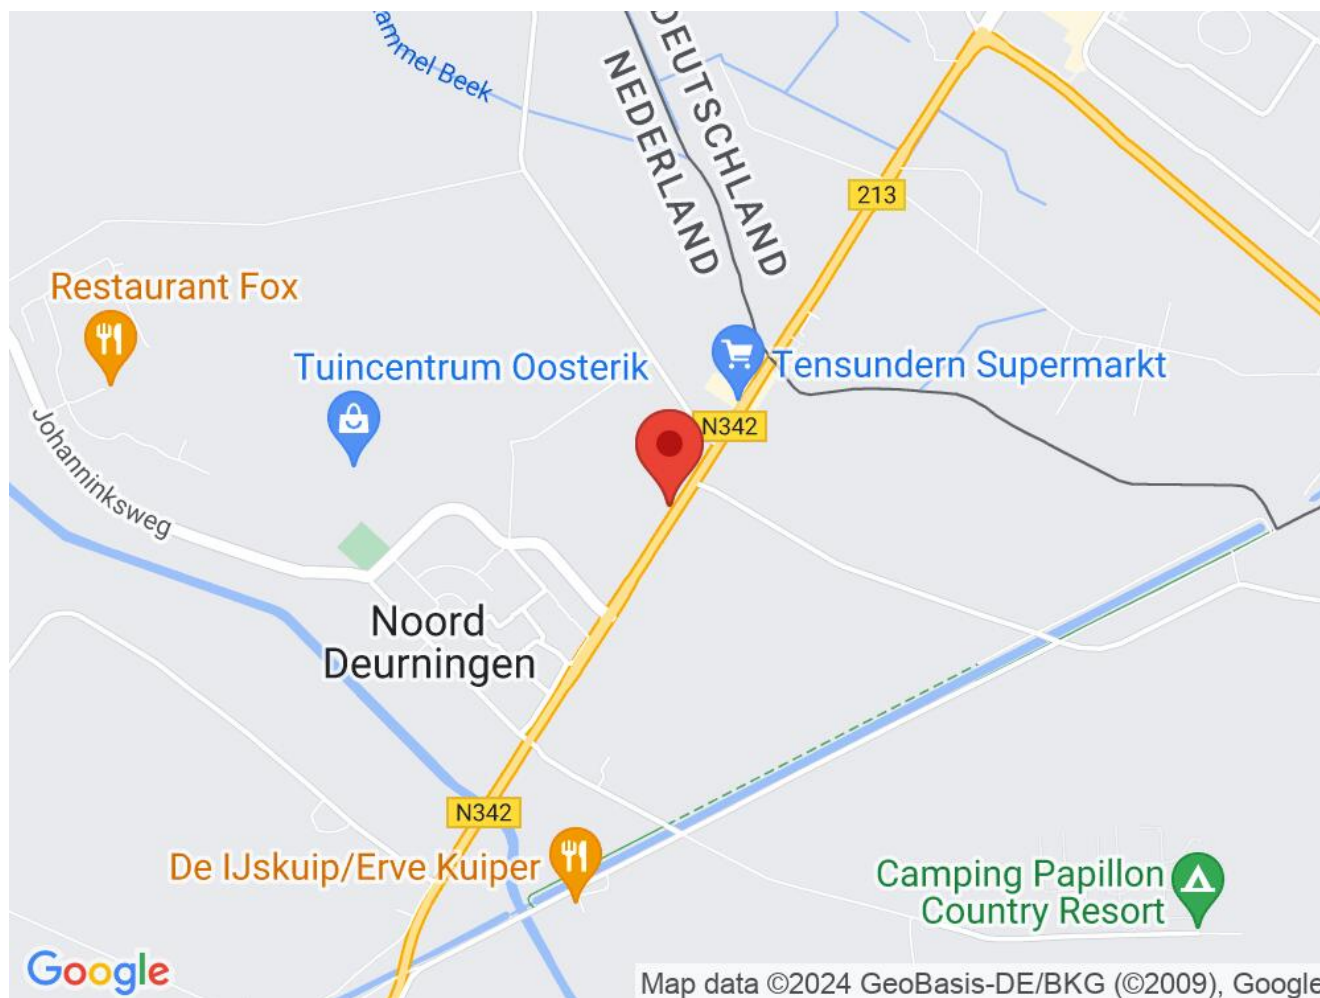 ammel Beek
DEUTSCHLAND
NEDERLAND
213
Restaurant Fox
Tuincentrum Oosterik
Tensundern Supermarkt
N342
Johanninksweg
Noord
Deurningen
N342
De IJskuip/Erve Kuiper
Camping Papillon
Country Resort
Google
Map data ©2024 GeoBasis-DE/BKG (©2009), Google